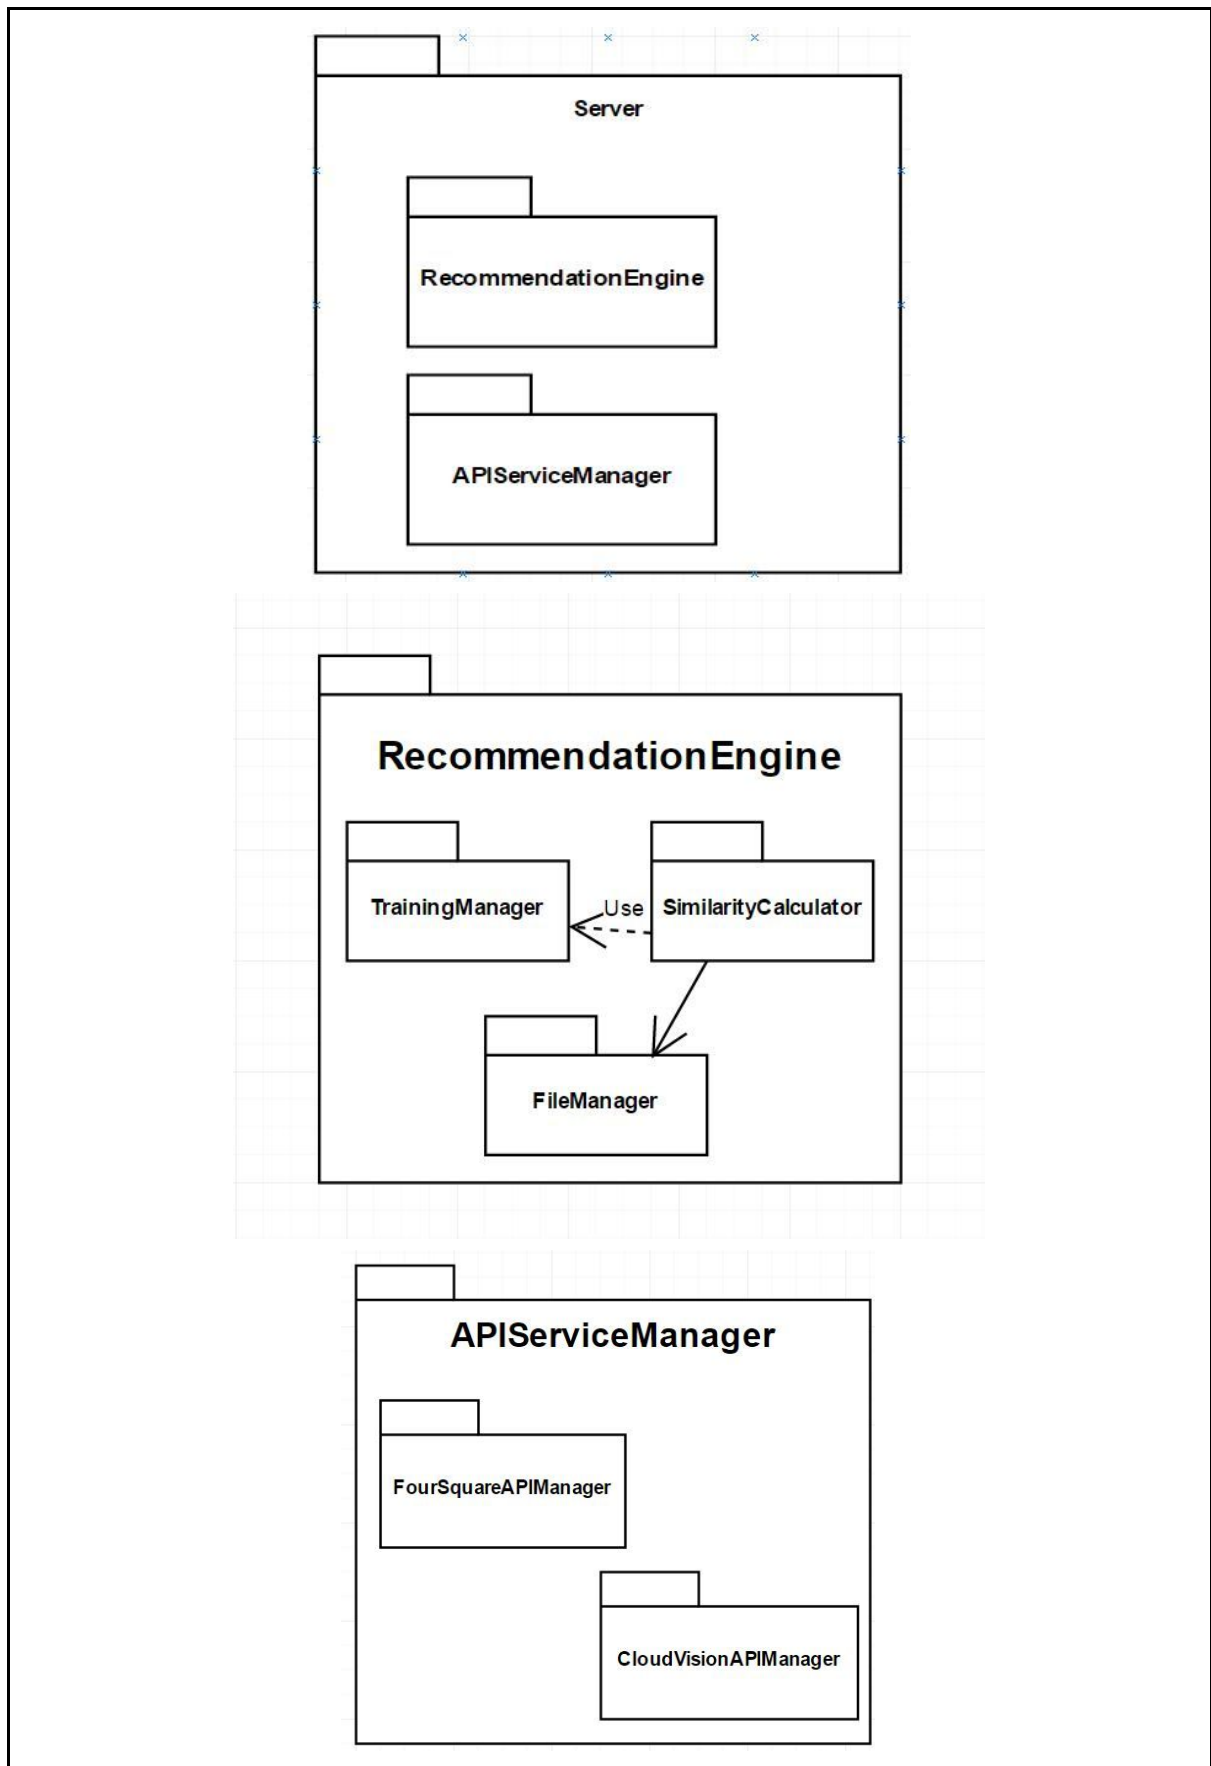 Server
RecommendationEngine
APIServiceManager
RecommendationEngine
TrainingManager
Use
SimilarityCalculator
FileManager
APIServiceManager
FourSquareAPIManager
CloudVisionAPIManager